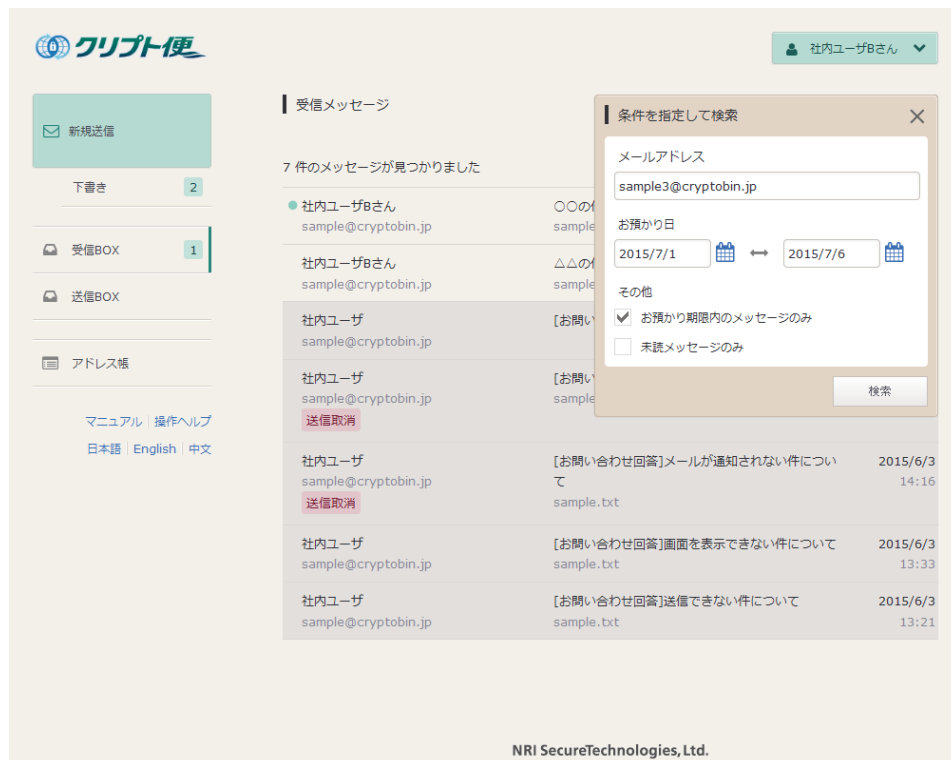 クリプト便
社内ユーザBさん
新規送信
下書き 2
受信BOX 1
送信BOX
アドレス帳
マニュアル 操作ヘルプ
日本語 English 中文
受信メッセージ
7 件のメッセージが見つかりました
社内ユーザBさん ○○の
sample@cryptobin.jp sample
社内ユーザBさん △△の
sample@cryptobin.jp sample
社内ユーザ [お問い
sample@cryptobin.jp
社内ユーザ [お問い
sample@cryptobin.jp sample
送信取消
社内ユーザ [お問い合わせ回答]メールが通知されない件につい 2015/6/3
sample@cryptobin.jp て 14:16
送信取消 sample.txt
社内ユーザ [お問い合わせ回答]画面を表示できない件について 2015/6/3
sample@cryptobin.jp sample.txt 13:33
社内ユーザ [お問い合わせ回答]送信できない件について 2015/6/3
sample@cryptobin.jp sample.txt 13:21
条件を指定して検索
メールアドレス
sample3@cryptobin.jp
お預かり日
2015/7/1 2015/7/6
その他
お預かり期限内のメッセージのみ
未読メッセージのみ
検索
NRI SecureTechnologies, Ltd.